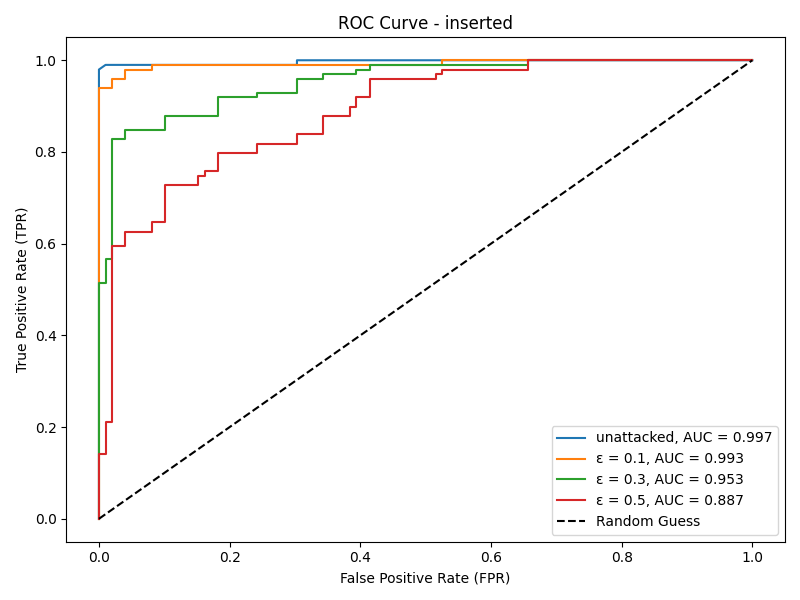 ROC Curve - inserted
True Positive Rate (TPR)
1.0
0.8
0.6
0.4
0.2
0.0
0.0 0.2 0.4 0.6 0.8 1.0
False Positive Rate (FPR)
unattacked, AUC = 0.997
ε = 0.1, AUC = 0.993
ε = 0.3, AUC = 0.953
ε = 0.5, AUC = 0.887
Random Guess